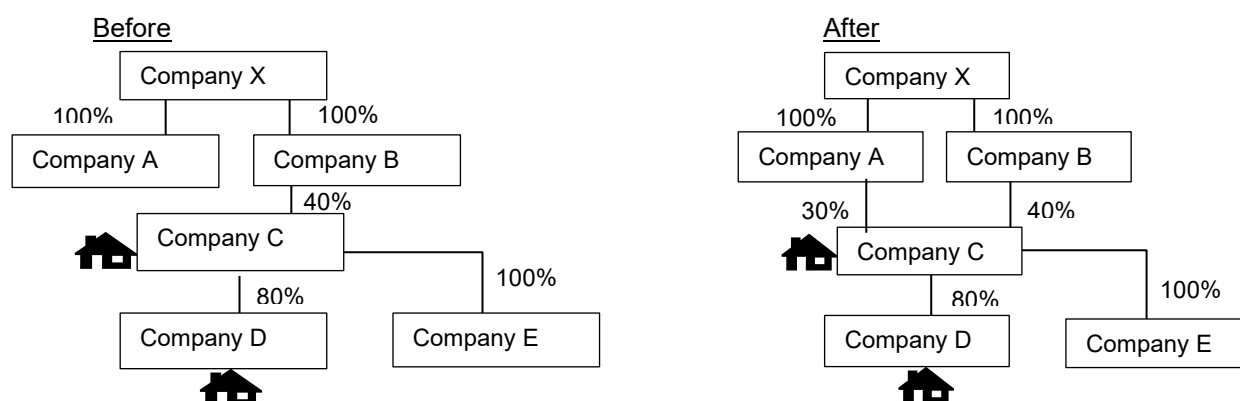 Before
Company X
100%
100%
Company A
Company B
40%
Company C
100%
80%
Company D
Company E
After
Company X
100%
100%
Company A
Company B
30%
40%
Company C
100%
80%
Company D
Company E